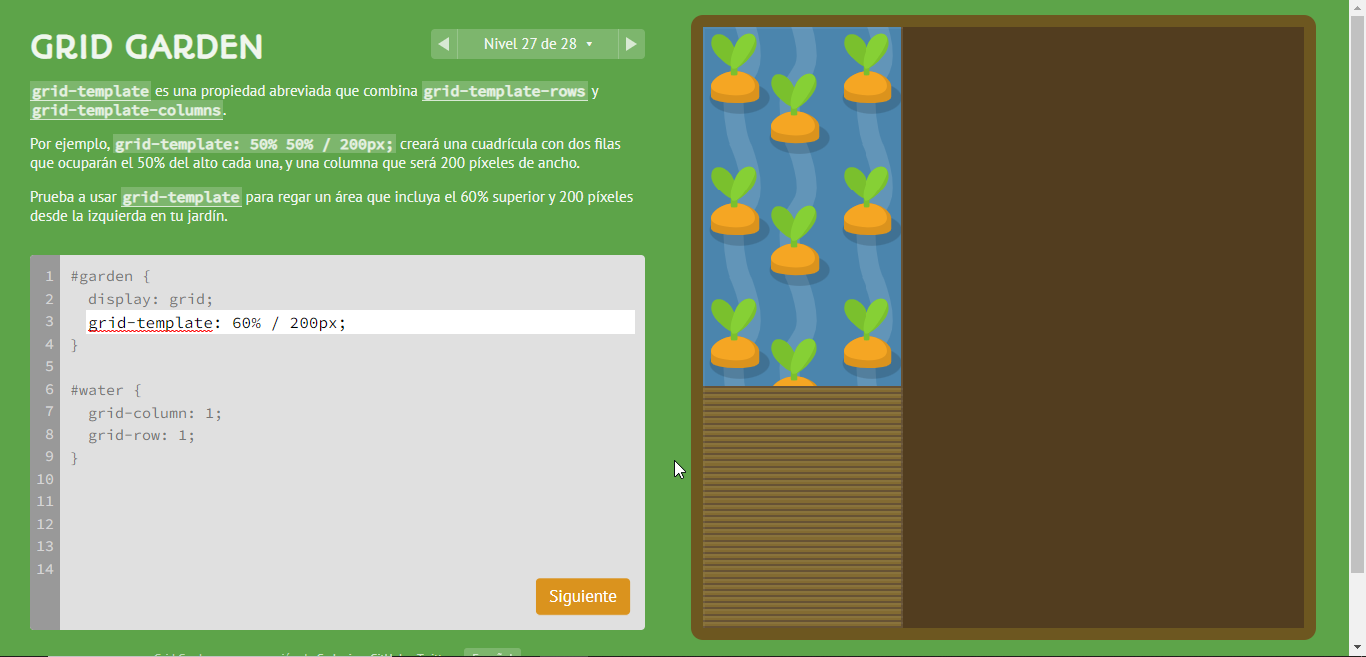 GRID GARDEN
◀ Nivel 27 de 28 ▾ ▶
grid-template es una propiedad abreviada que combina grid-template-rows y
grid-template-columns.
Por ejemplo, grid-template: 50% 50% / 200px; creará una cuadrícula con dos filas
que ocuparán el 50% del alto cada una, y una columna que será 200 píxeles de ancho.
Prueba a usar grid-template para regar un área que incluya el 60% superior y 200 píxeles
desde la izquierda en tu jardín.
1 #garden {
2 display: grid;
3 grid-template: 60% / 200px;
4 }
5
6 #water {
7 grid-column: 1;
8 grid-row: 1;
9 }
10
11
12
13
14
Siguiente